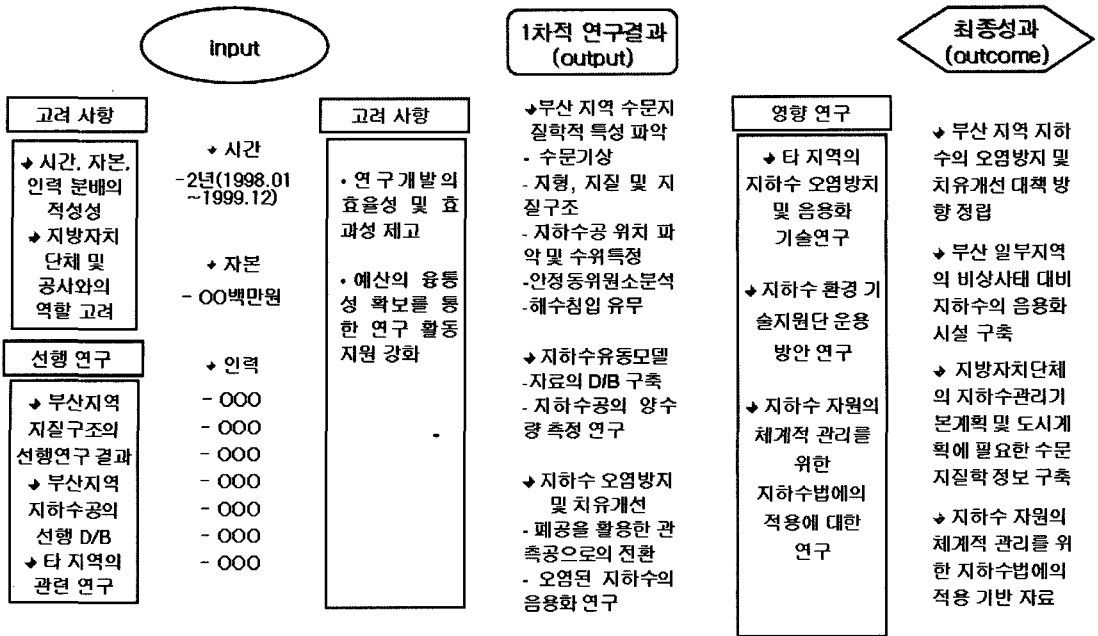 input
1차적 연구결과
(output)
최종성과
(outcome)
고려 사항
↓ 시간, 자본,
인력 분배의
적성성
↓ 지방자치
단체 및
공사와의
역할 고려
선행 연구
↓ 부산지역
지질구조의
선행연구 결과
↓ 부산지역
지하수공의
선행 D/B
↓ 타 지역의
관련 연구
↓ 시간
-2년(1998.01
~1999.12)
↓ 자본
- OO백만원
↓ 인력
- OOO
- OOO
- OOO
- OOO
- OOO
- OOO
- OOO
고려 사항
• 연구개발의
효율성 및 효
과성 제고
• 예산의 융통
성 확보를 통
한 연구 활동
지원 강화
↓부산 지역 수문지
질학적 특성 파악
- 수문기상
- 지형, 지질 및 지
질구조
- 지하수공 위치 파
악 및 수위특정
-안정동위원소분석
-해수침입 유무
↓ 지하수유동모델
-자료의 D/B 구축
- 지하수공의 양수
량 측정 연구
↓ 지하수 오염방지
및 치유개선
- 폐공을 활용한 관
측공으로의 전환
- 오염된 지하수의
음용화 연구
영향 연구
↓ 타 지역의
지하수 오염방치
및 음용화
기술연구
↓ 지하수 환경 기
술지원단 운용
방안 연구
↓ 지하수 자원의
체계적 관리를
위한
지하수법에의
적용에 대한
연구
↓ 부산 지역 지하
수의 오염방지 및
치유개선 대책 방
향 정립
↓ 부산 일부지역
의 비상사태 대비
지하수의 음용화
시설 구축
↓ 지방자치단체
의 지하수관리기
본계획 및 도시계
획에 필요한 수문
지질학 정보 구축
↓ 지하수 자원의
체계적 관리를 위
한 지하수법에의
적용 기반 자료